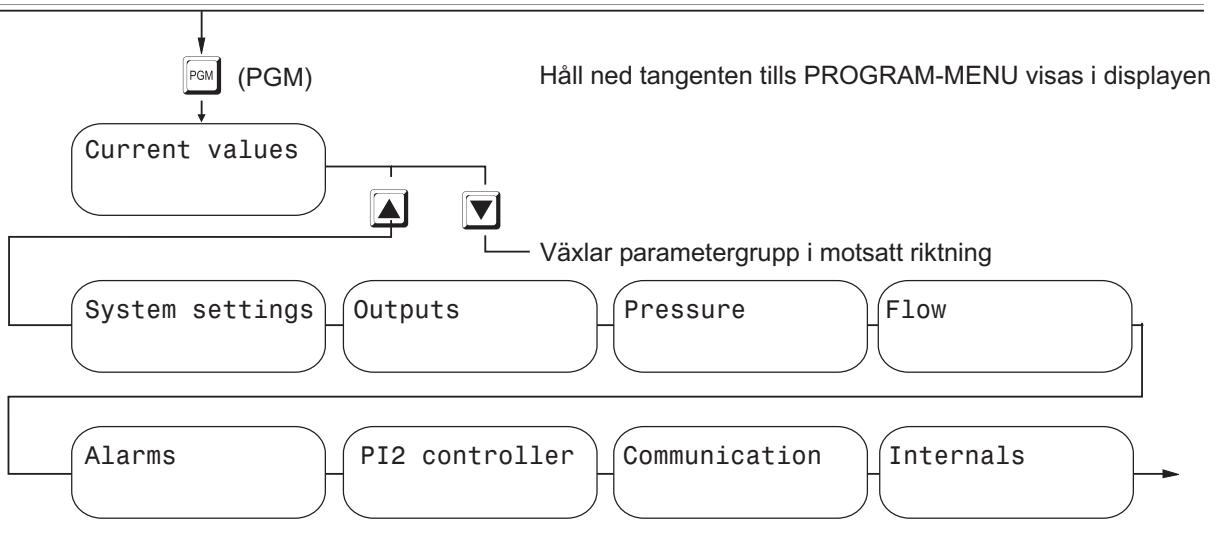 PGM (PGM) Håll ned tangenten tills PROGRAM-MENU visas i displayen
Current values
Växlar parametergrupp i motsatt riktning
System settings Outputs Pressure Flow
Alarms PI2 controller Communication Internals